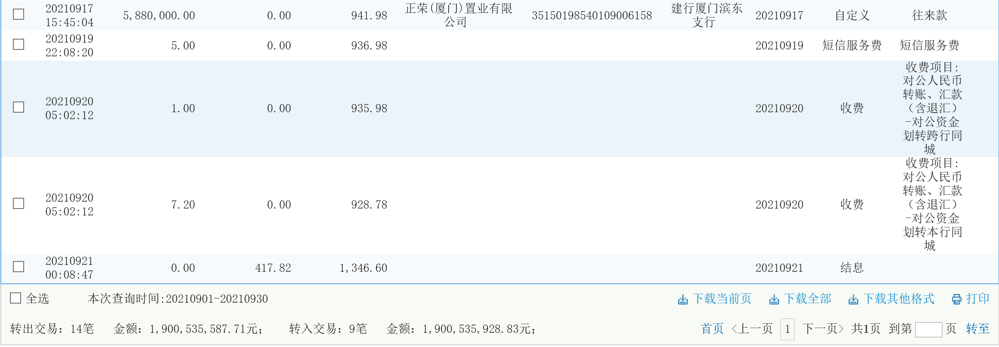 20210917 15:45:04 5,880,000.00 0.00 941.98 正荣(厦门)置业有限公司 35150198540109006158 建行厦门滨东支行 20210917 自定义 往来款
20210919 22:08:20 5.00 0.00 936.98 20210919 短信服务费 短信服务费
20210920 05:02:12 1.00 0.00 935.98 20210920 收费 收费项目:对公人民币转账、汇款（含退汇）-对公资金划转跨行同城
20210920 05:02:12 7.20 0.00 928.78 20210920 收费 收费项目:对公人民币转账、汇款（含退汇）-对公资金划转本行同城
20210921 00:08:47 0.00 417.82 1,346.60 20210921 结息
全选 本次查询时间:20210901-20210930 下载当前页 下载全部 下载其他格式 打印
转出交易：14笔 金额：1,900,535,587.71元； 转入交易：9笔 金额：1,900,535,928.83元； 首页 <上一页 1 下一页> 共1页 到第 页 转至